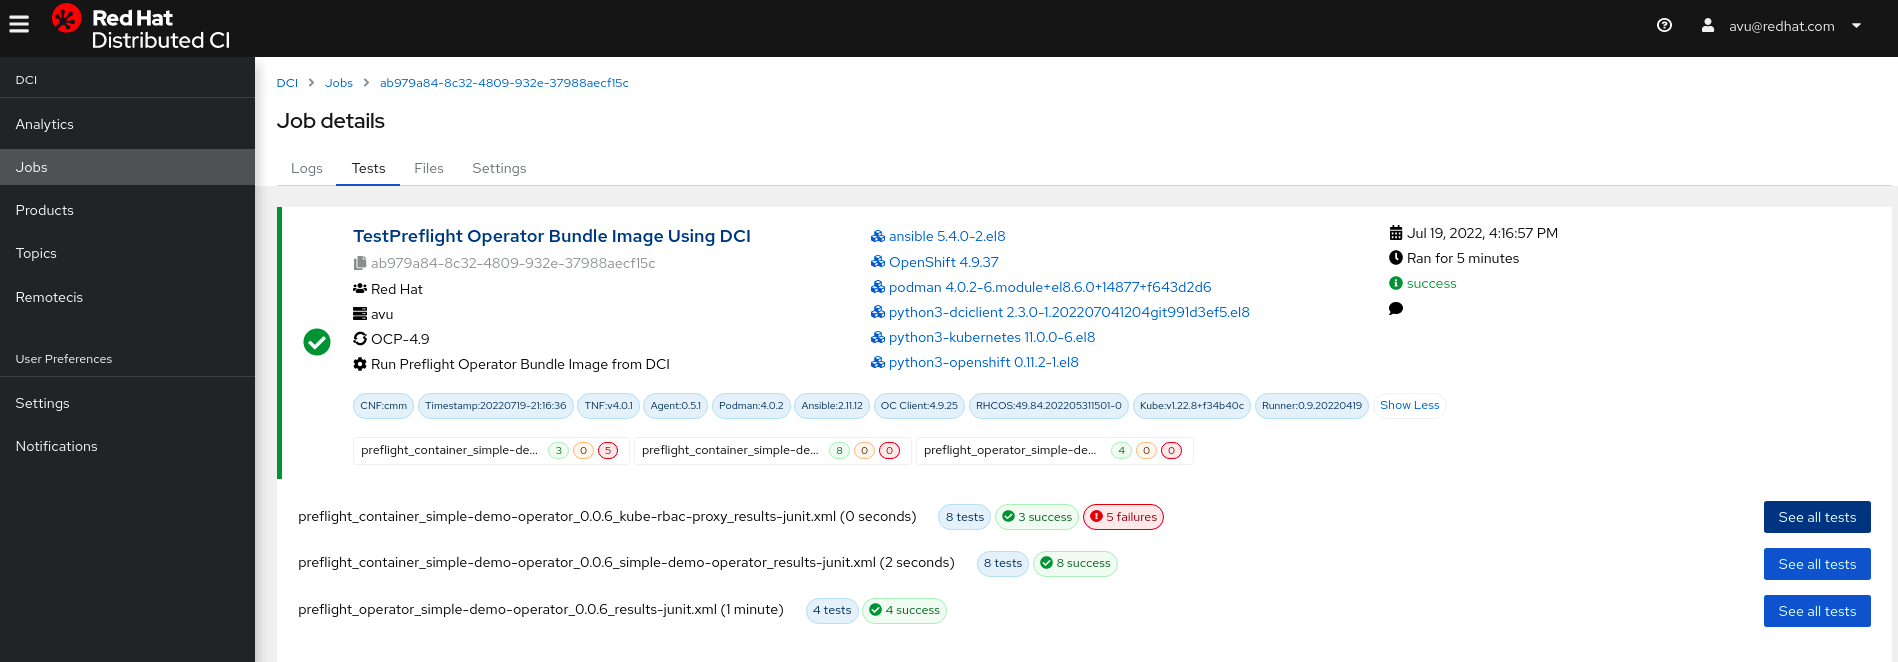 Red Hat
Distributed CI
avu@redhat.com
DCI
Analytics
Jobs
Products
Topics
Remotecis
User Preferences
Settings
Notifications
DCI > Jobs > ab979a84-8c32-4809-932e-37988aecf15c
Job details
Logs Tests Files Settings
TestPreflight Operator Bundle Image Using DCI
ab979a84-8c32-4809-932e-37988aecf15c
Red Hat
avu
OCP-4.9
Run Preflight Operator Bundle Image from DCI
ansible 5.4.0-2.el8
OpenShift 4.9.37
podman 4.0.2-6.module+el8.6.0+14877+f643d2d6
python3-dciclient 2.3.0-1.202207041204git991d3ef5.el8
python3-kubernetes 11.0.0-6.el8
python3-openshift 0.11.2-1.el8
Jul 19, 2022, 4:16:57 PM
Ran for 5 minutes
success
CNF:cmm Timestamp:20220719-21:16:36 TNF:v4.0.1 Agent:0.5.1 Podman:4.0.2 Ansible:2.11.12 OC Client:4.9.25 RHCOS:49.84.202205311501-0 Kube:v1.22.8+f34b40c Runner:0.9.20220419 Show Less
preflight_container_simple-de... 3 0 5 preflight_container_simple-de... 8 0 0 preflight_operator_simple-de... 4 0 0
preflight_container_simple-demo-operator_0.0.6_kube-rbac-proxy_results-junit.xml (0 seconds) 8 tests 3 success 5 failures See all tests
preflight_container_simple-demo-operator_0.0.6_simple-demo-operator_results-junit.xml (2 seconds) 8 tests 8 success See all tests
preflight_operator_simple-demo-operator_0.0.6_results-junit.xml (1 minute) 4 tests 4 success See all tests